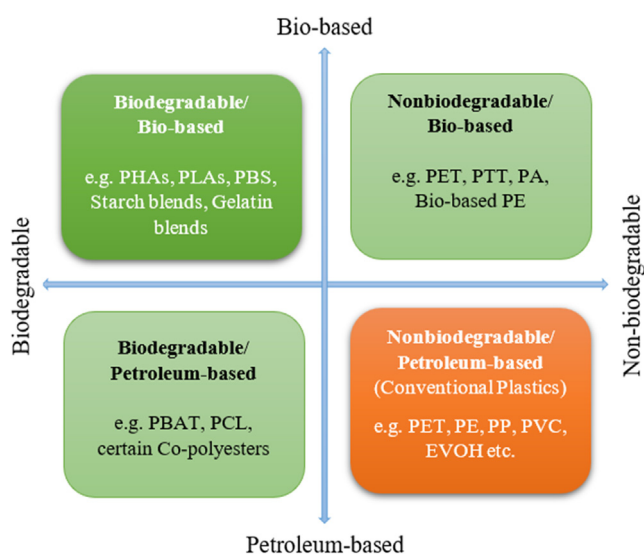 Bio-based
Biodegradable/
Bio-based
e.g. PHAs, PLAs, PBS,
Starch blends, Gelatin
blends
Nonbiodegradable/
Bio-based
e.g. PET, PTT, PA,
Bio-based PE
Biodegradable
Non-biodegradable
Biodegradable/
Petroleum-based
e.g. PBAT, PCL,
certain Co-polyesters
Nonbiodegradable/
Petroleum-based
(Conventional Plastics)
e.g. PET, PE, PP, PVC,
EVOH etc.
Petroleum-based